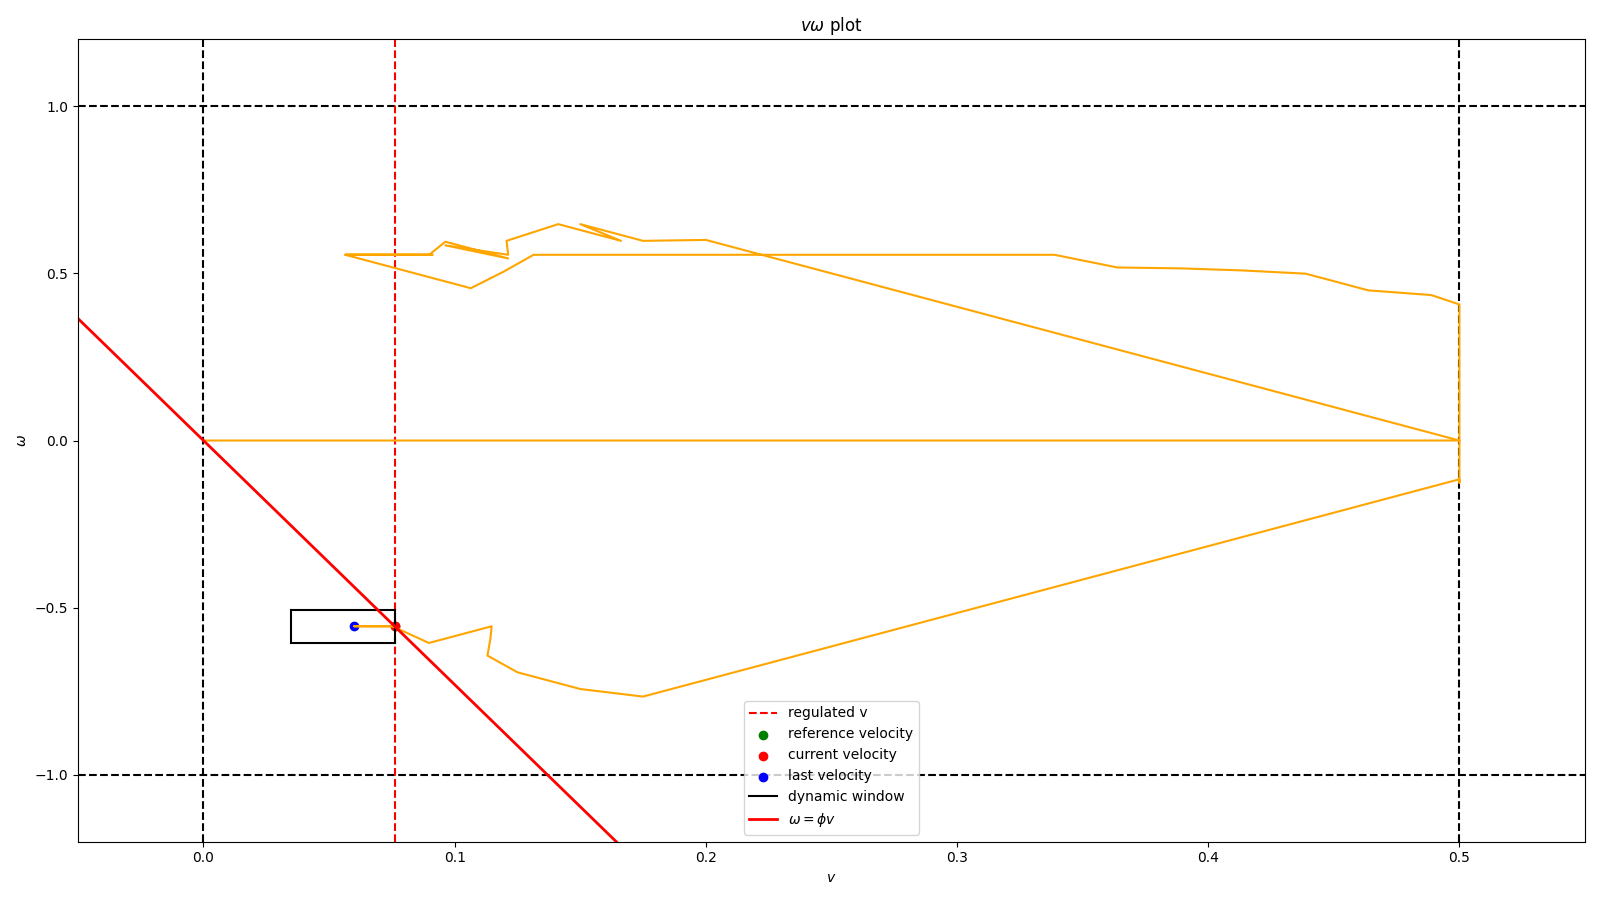 vω plot
1.0
0.5
0.0
−0.5
−1.0
ω
0.0 0.1 0.2 0.3 0.4 0.5
v
regulated v
reference velocity
current velocity
last velocity
dynamic window
ω = ϕv